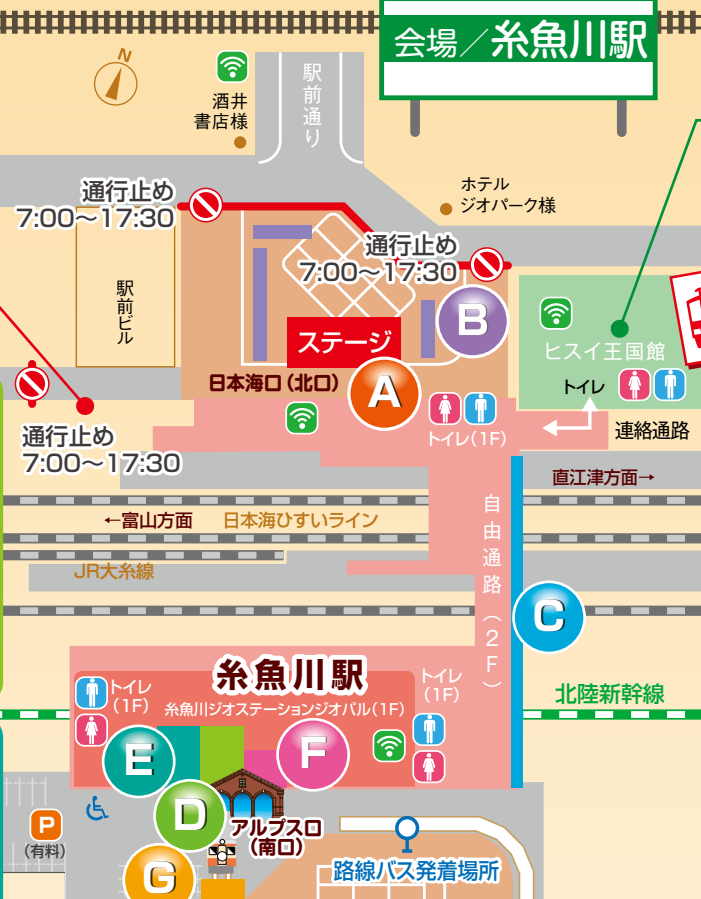 会場／糸魚川駅
N
酒井
書店様
駅前通り
通行止め
7:00〜17:30
ホテル
ジオパーク様
通行止め
7:00〜17:30
駅前ビル
ステージ
B
ヒスイ王国館
トイレ
日本海口（北口）
A
トイレ（1F）
連絡通路
通行止め
7:00〜17:30
直江津方面→
←富山方面
日本海ひすいライン
自由通路（2F）
JR大糸線
C
糸魚川駅
トイレ
（1F）
トイレ
（1F）
糸魚川ジオステーションジオパル（1F）
北陸新幹線
E
F
D
アルプス口
（南口）
P
（有料）
G
路線バス発着場所